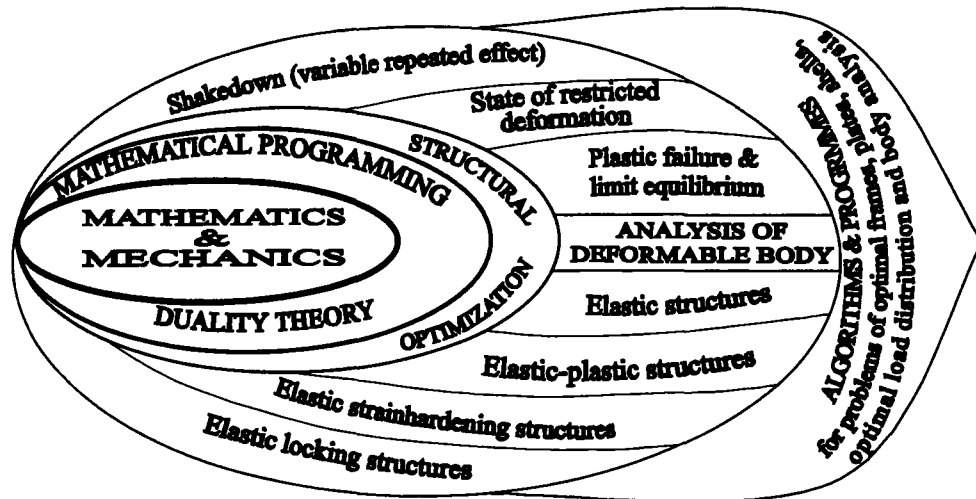 Shakedown (variable repeated effect)
State of restricted
deformation
Plastic failure &
limit equilibrium
ANALYSIS OF
DEFORMABLE BODY
Elastic structures
Elastic-plastic structures
Elastic strainhardening structures
Elastic locking structures
STRUCTURAL
OPTIMIZATION
MATHEMATICAL PROGRAMMING
DUALITY THEORY
MATHEMATICS
&
MECHANICS
ALGORITHMS & PROGRMMES
for problems of optimal frames, plates, shells,
optimal load distribution and body analysis